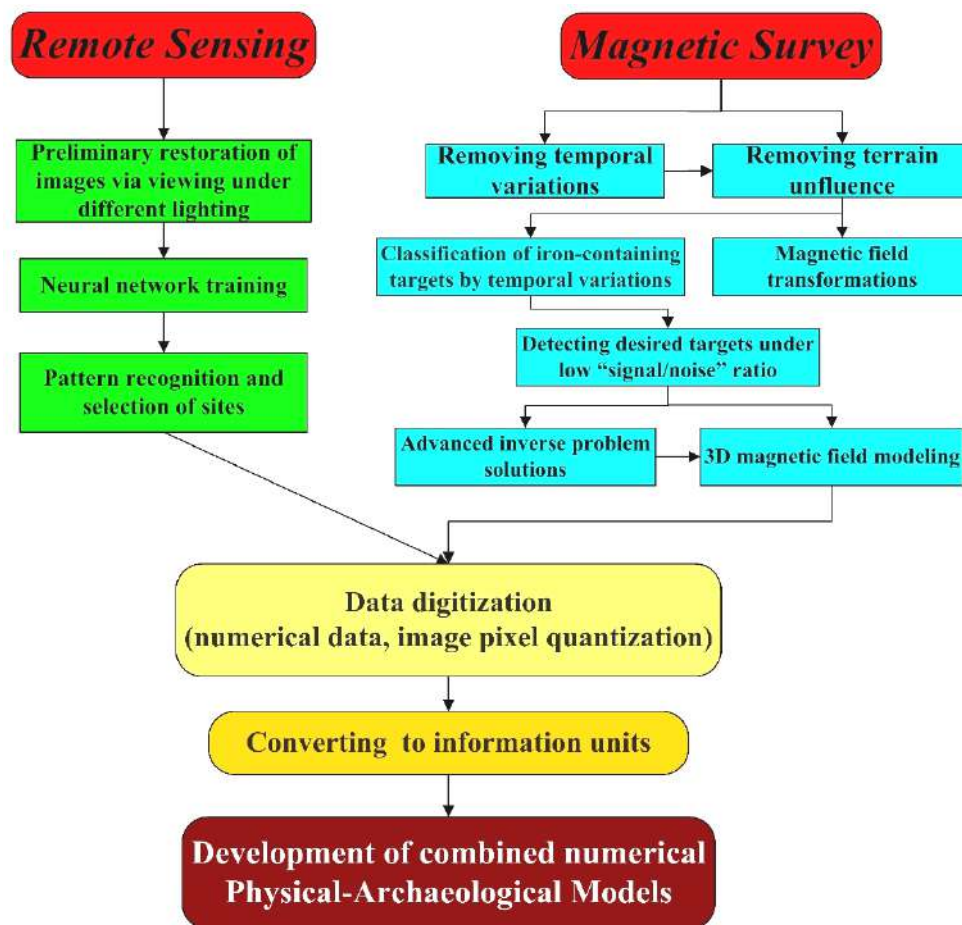 Remote Sensing
Magnetic Survey
Preliminary restoration of
images via viewing under
different lighting
Neural network training
Pattern recognition and
selection of sites
Removing temporal
variations
Removing terrain
unfluence
Classification of iron-containing
targets by temporal variations
Magnetic field
transformations
Detecting desired targets under
low “signal/noise” ratio
Advanced inverse problem
solutions
3D magnetic field modeling
Data digitization
(numerical data, image pixel quantization)
Converting to information units
Development of combined numerical
Physical-Archaeological Models